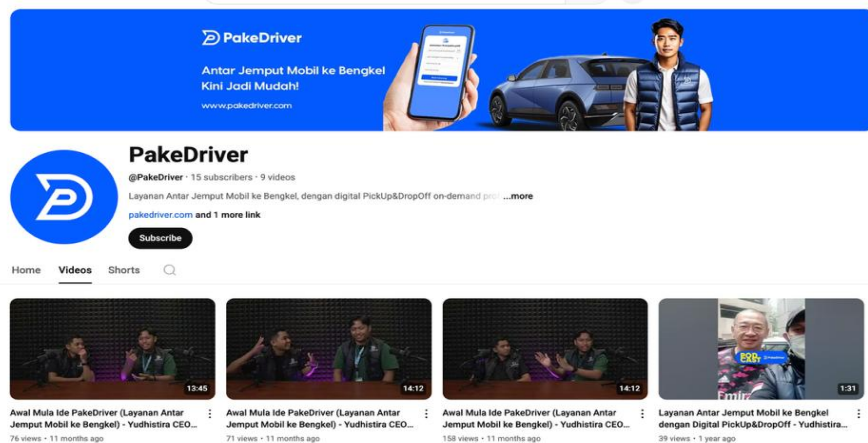 PakeDriver
Antar Jemput Mobil ke Bengkel
Kini Jadi Mudah!
www.pakedriver.com
PakeDriver
@PakeDriver · 15 subscribers · 9 videos
Layanan Antar Jemput Mobil ke Bengkel, dengan digital PickUp&DropOff on-demand ...more
pakedriver.com and 1 more link
Subscribe
Home Videos Shorts
13:45
14:12
14:12
1:31
Awal Mula Ide PakeDriver (Layanan Antar
Jemput Mobil ke Bengkel) - Yudhistira CEO...
76 views · 11 months ago
Awal Mula Ide PakeDriver (Layanan Antar
Jemput Mobil ke Bengkel) - Yudhistira CEO...
71 views · 11 months ago
Awal Mula Ide PakeDriver (Layanan Antar
Jemput Mobil ke Bengkel) - Yudhistira CEO...
158 views · 11 months ago
Layanan Antar Jemput Mobil ke Bengkel
dengan Digital PickUp&DropOff - Yudhistira...
39 views · 1 year ago